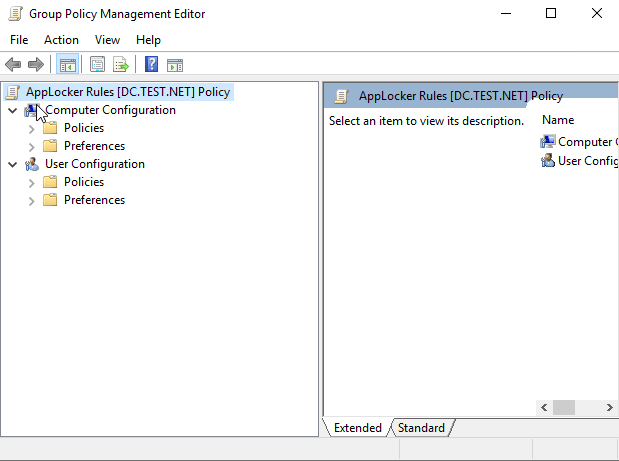 Group Policy Management Editor
File Action View Help
AppLocker Rules [DC.TEST.NET] Policy
Computer Configuration
Policies
Preferences
User Configuration
Policies
Preferences
AppLocker Rules [DC.TEST.NET] Policy
Select an item to view its description.
Name
Computer C
User Config
Extended Standard